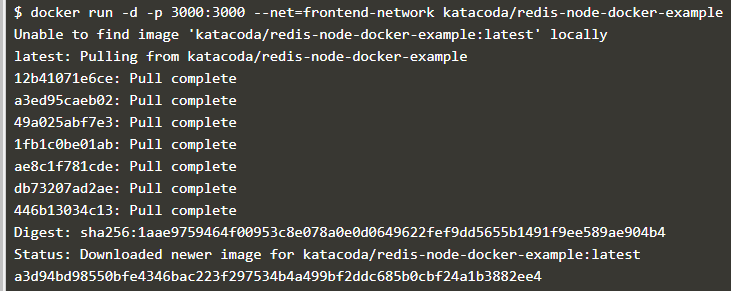 $ docker run -d -p 3000:3000 --net=frontend-network katacoda/redis-node-docker-example
Unable to find image 'katacoda/redis-node-docker-example:latest' locally
latest: Pulling from katacoda/redis-node-docker-example
12b41071e6ce: Pull complete
a3ed95caeb02: Pull complete
49a025abf7e3: Pull complete
1fb1c0be01ab: Pull complete
ae8c1f781cde: Pull complete
db73207ad2ae: Pull complete
446b13034c13: Pull complete
Digest: sha256:1aae9759464f00953c8e078a0e0d0649622fef9dd5655b1491f9ee589ae904b4
Status: Downloaded newer image for katacoda/redis-node-docker-example:latest
a3d94bd98550bfe4346bac223f297534b4a499bf2ddc685b0cbf24a1b3882ee4